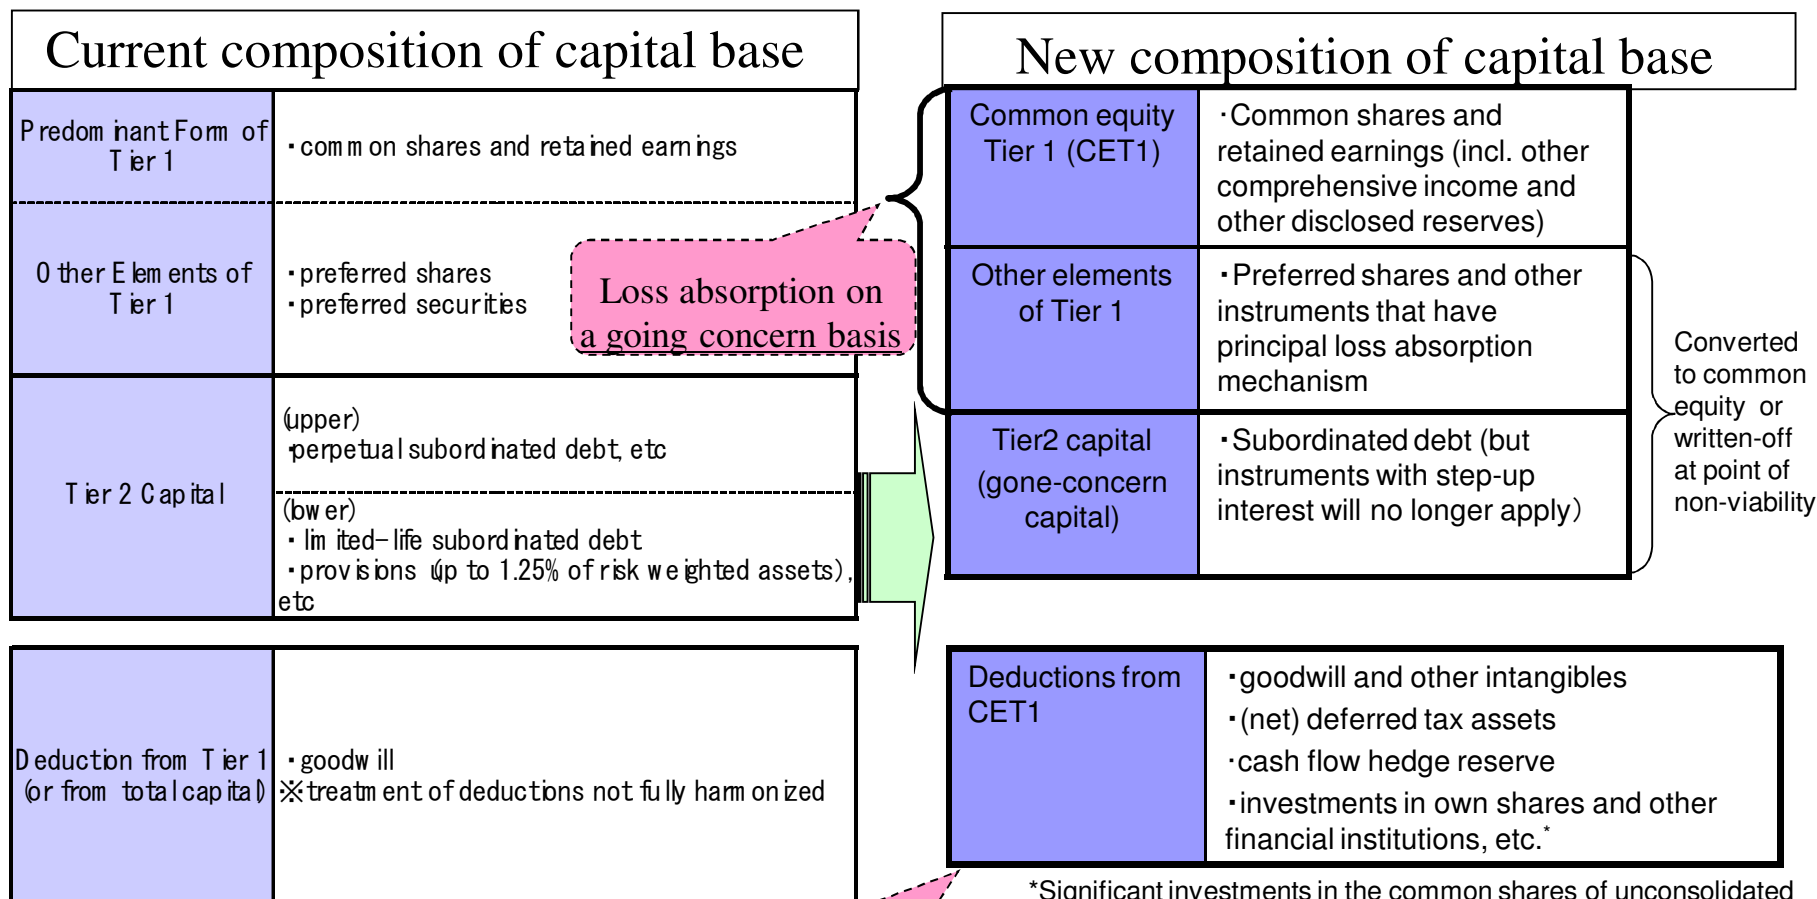 Current composition of capital base
Predominant Form of
Tier 1
・common shares and retained earnings
Other Elements of
Tier 1
・preferred shares
・preferred securities
Loss absorption on
a going concern basis
Tier 2 Capital
(upper)
・perpetual subordinated debt, etc
(lower)
・limited-life subordinated debt
・provisions (up to 1.25% of risk weighted assets),
etc
Deduction from Tier 1
(or from total capital)
・goodwill
※treatment of deductions not fully harmonized
New composition of capital base
Common equity
Tier 1 (CET1)
・Common shares and
retained earnings (incl. other
comprehensive income and
other disclosed reserves)
Other elements
of Tier 1
・Preferred shares and other
instruments that have
principal loss absorption
mechanism
Tier2 capital
(gone-concern
capital)
・Subordinated debt (but
instruments with step-up
interest will no longer apply)
Converted
to common
equity or
written-off
at point of
non-viability
Deductions from
CET1
・goodwill and other intangibles
・(net) deferred tax assets
・cash flow hedge reserve
・investments in own shares and other
financial institutions, etc.*
*Significant investments in the common shares of unconsolidated